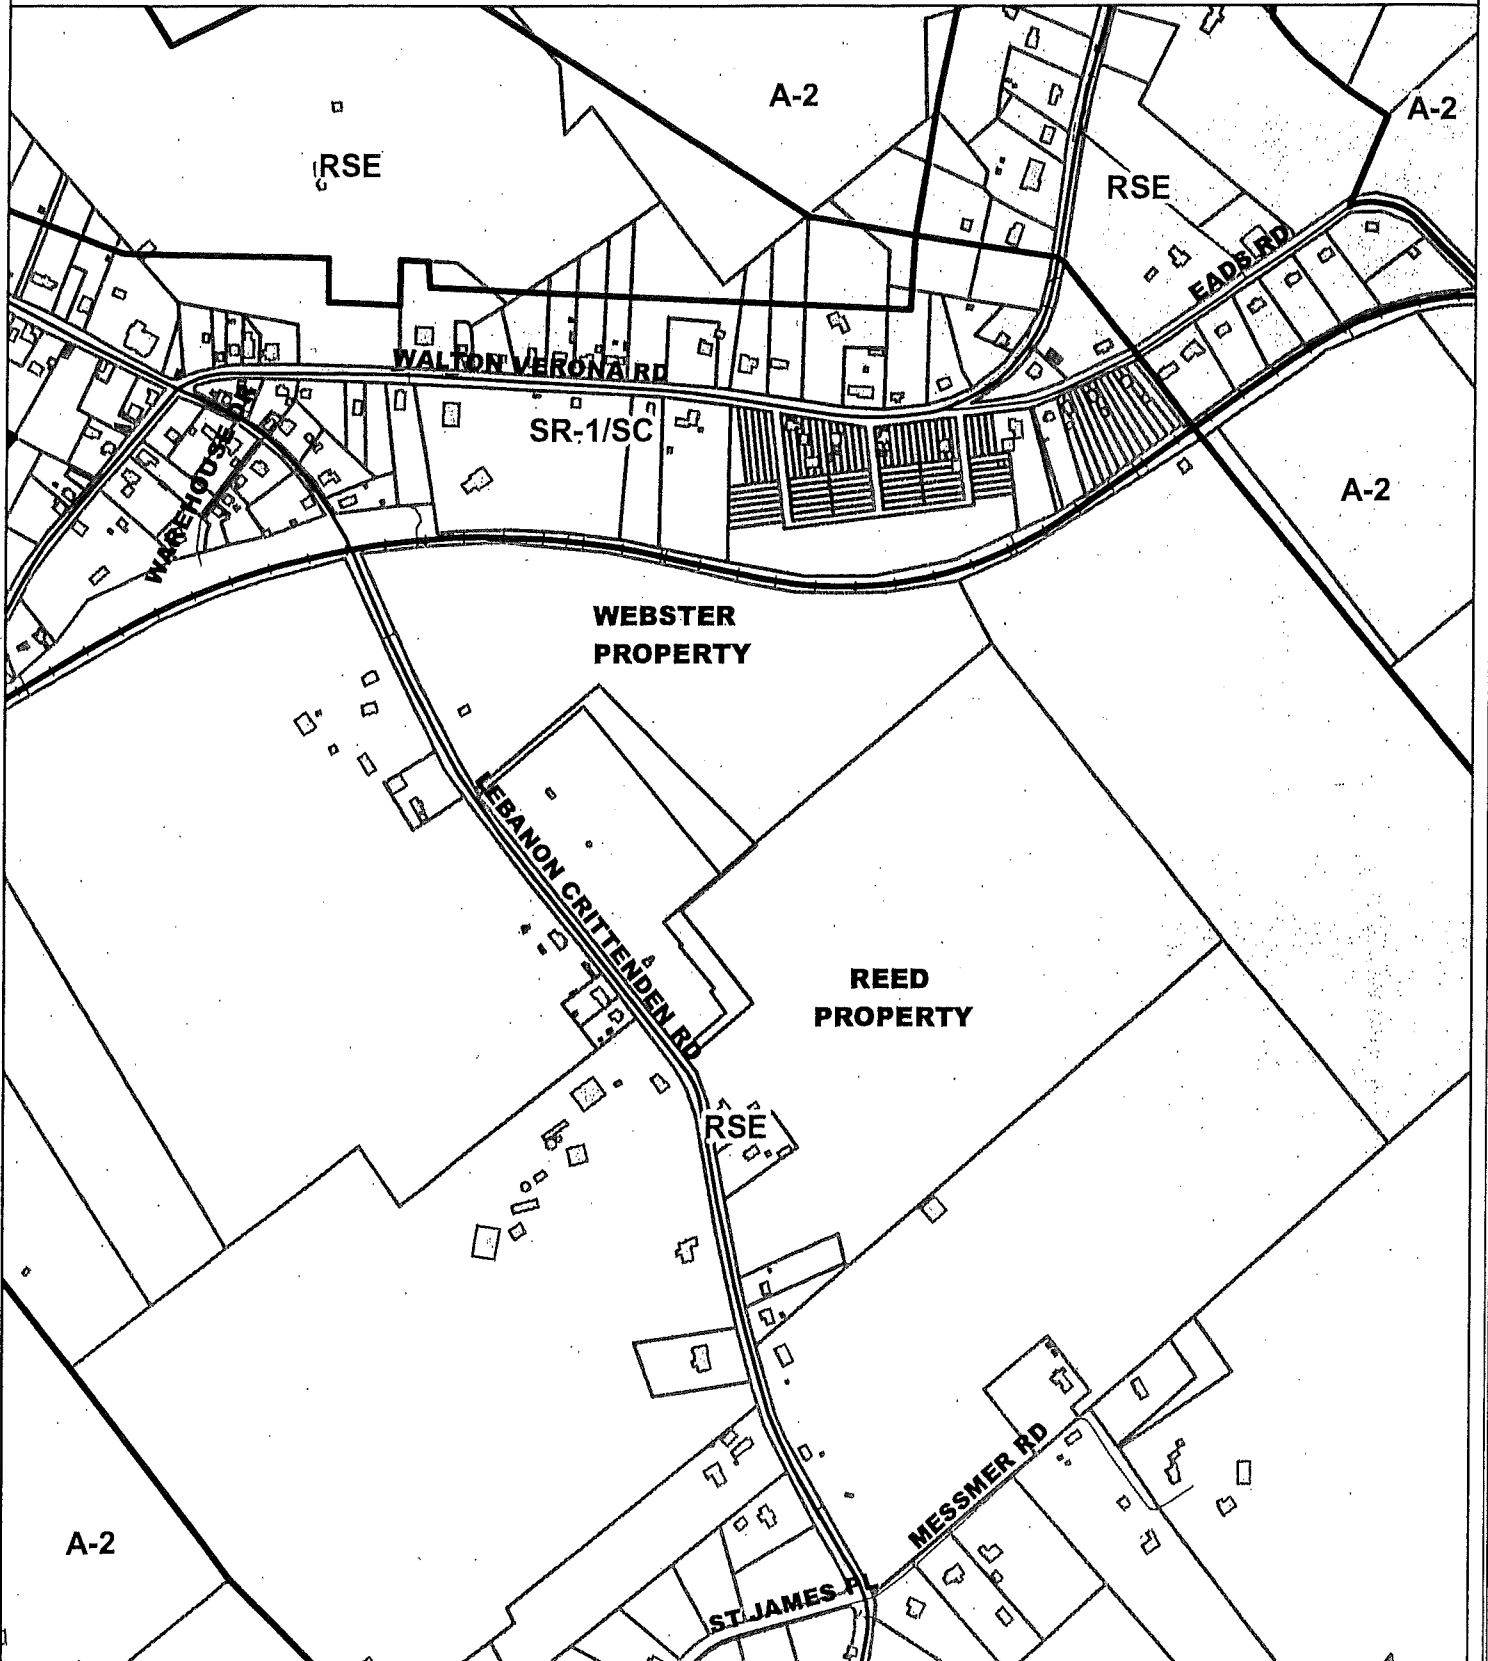 A-2
A-2
RSE
RSE
EADS RD
WALTON VERONA RD
SR-1/SC
WAREHOUSE DR
A-2
WEBSTER
PROPERTY
LEBANON CRITTENDEN RD
REED
PROPERTY
RSE
MESSMER RD
A-2
ST JAMES PL